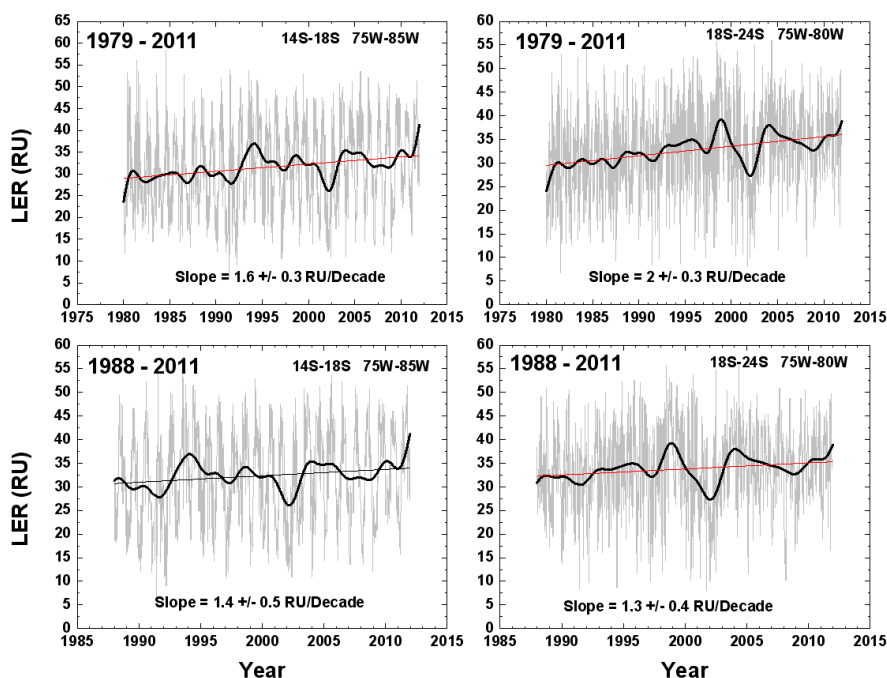 1979 - 2011
14S-18S 75W-85W
65
60
55
50
45
40
35
30
25
20
15
10
5
0
LER (RU)
Slope = 1.6 +/- 0.3 RU/Decade
1975 1980 1985 1990 1995 2000 2005 2010 2015
1979 - 2011
18S-24S 75W-80W
60
55
50
45
40
35
30
25
20
15
10
5
0
Slope = 2 +/- 0.3 RU/Decade
1975 1980 1985 1990 1995 2000 2005 2010 2015
1988 - 2011
14S-18S 75W-85W
60
55
50
45
40
35
30
25
20
15
10
5
0
LER (RU)
Slope = 1.4 +/- 0.5 RU/Decade
1985 1990 1995 2000 2005 2010 2015
Year
1988 - 2011
18S-24S 75W-80W
60
55
50
45
40
35
30
25
20
15
10
5
0
Slope = 1.3 +/- 0.4 RU/Decade
1985 1990 1995 2000 2005 2010 2015
Year